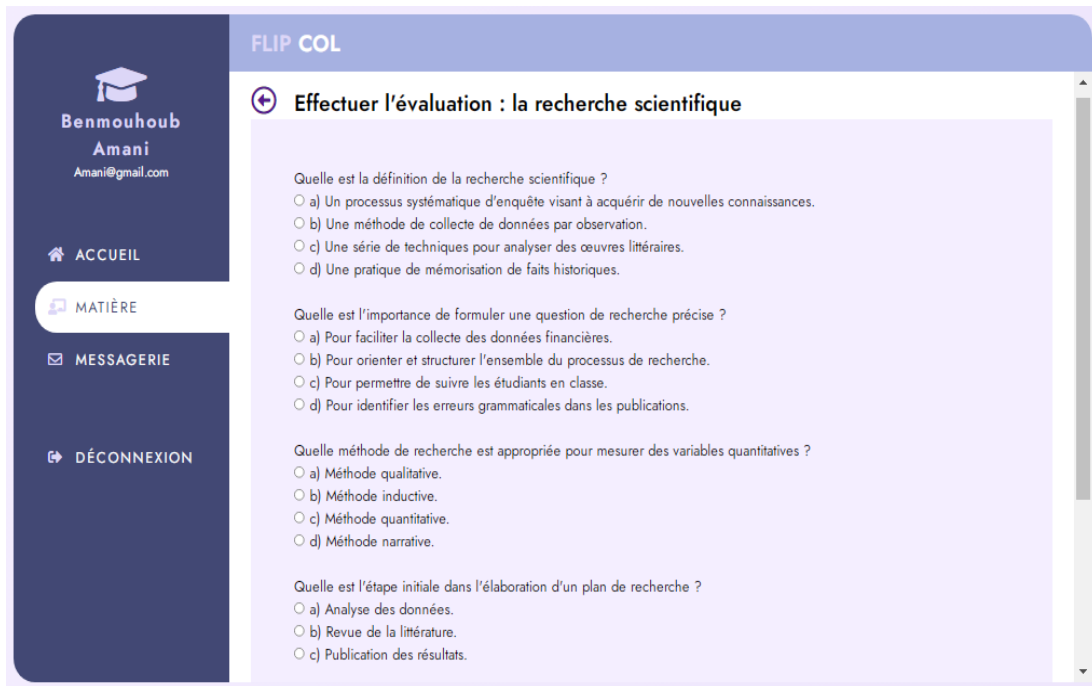 FLIP COL
Benmouhoub
Amani
Amani@gmail.com
ACCUEIL
MATIÈRE
MESSAGERIE
DÉCONNEXION
Effectuer l'évaluation : la recherche scientifique
Quelle est la définition de la recherche scientifique ?
a) Un processus systématique d'enquête visant à acquérir de nouvelles connaissances.
b) Une méthode de collecte de données par observation.
c) Une série de techniques pour analyser des œuvres littéraires.
d) Une pratique de mémorisation de faits historiques.
Quelle est l'importance de formuler une question de recherche précise ?
a) Pour faciliter la collecte des données financières.
b) Pour orienter et structurer l'ensemble du processus de recherche.
c) Pour permettre de suivre les étudiants en classe.
d) Pour identifier les erreurs grammaticales dans les publications.
Quelle méthode de recherche est appropriée pour mesurer des variables quantitatives ?
a) Méthode qualitative.
b) Méthode inductive.
c) Méthode quantitative.
d) Méthode narrative.
Quelle est l'étape initiale dans l'élaboration d'un plan de recherche ?
a) Analyse des données.
b) Revue de la littérature.
c) Publication des résultats.